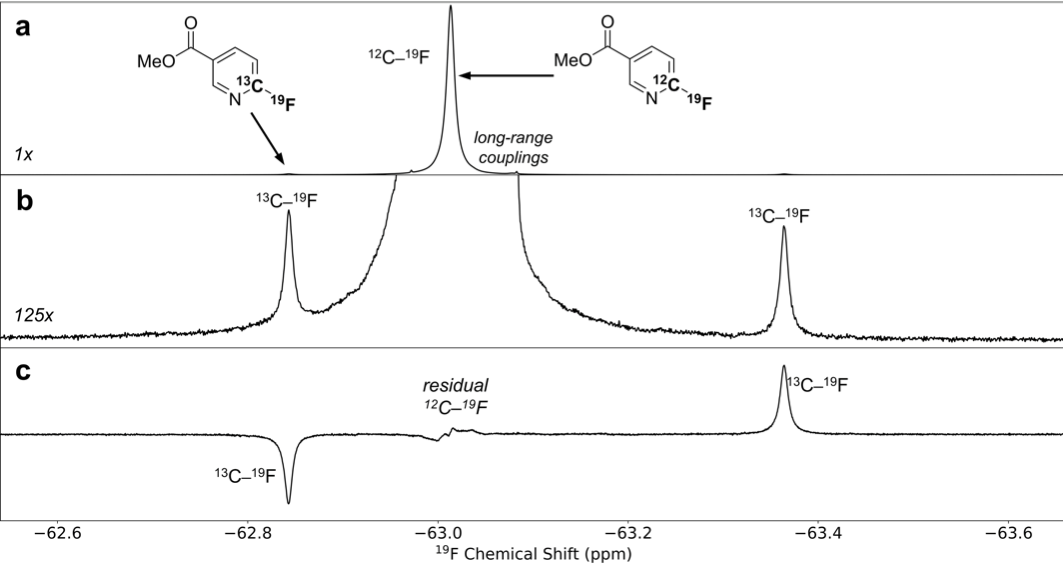 a
O
MeO
N
¹³C
¹⁹F
¹²C–¹⁹F
O
MeO
N
¹²C
¹⁹F
long-range
couplings
1x
b
¹³C–¹⁹F
¹³C–¹⁹F
125x
c
residual
¹²C–¹⁹F
¹³C–¹⁹F
¹³C–¹⁹F
−62.6 −62.8 −63.0 −63.2 −63.4 −63.6
¹⁹F Chemical Shift (ppm)